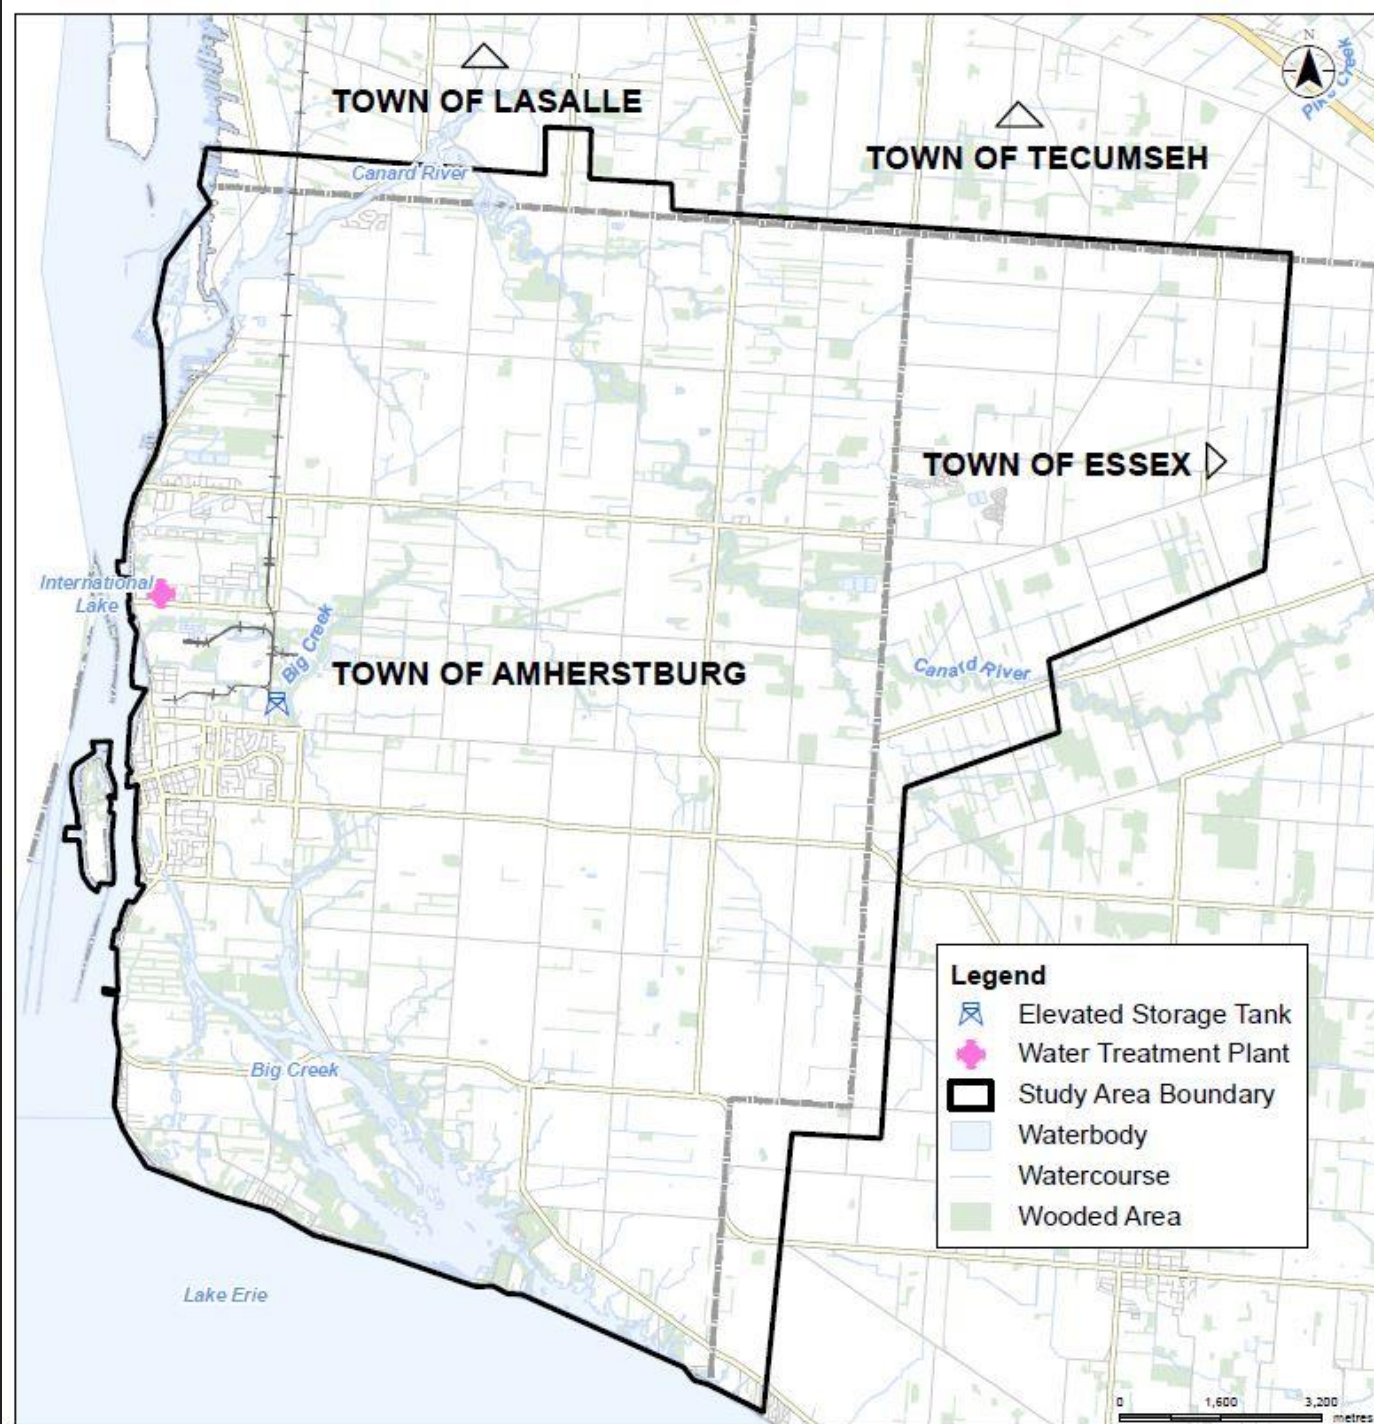 N
Pike Creek
TOWN OF LASALLE
TOWN OF TECUMSEH
Canard River
TOWN OF ESSEX
International
Lake
Big Creek
TOWN OF AMHERSTBURG
Canard River
Legend
Elevated Storage Tank
Water Treatment Plant
Study Area Boundary
Waterbody
Watercourse
Wooded Area
Big Creek
Lake Erie
0 1,600 3,200
metres